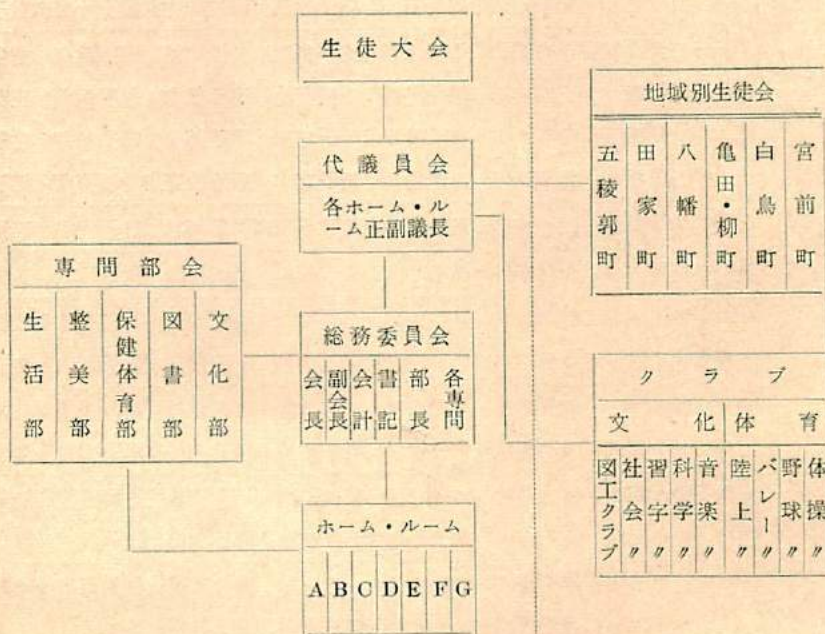 生徒大会
代議員会
各ホーム・ル
ーム正副議長
専門部会
生活部
整美部
保健体育部
図書部
文化部
総務委員会
会長
副会長
会計
書記
部長
各専門
ホーム・ルーム
A B C D E F G
地域別生徒会
五稜郭町
田家町
八幡町
亀田・柳町
白鳥町
宮前町
クラブ
文化
体育
図工クラブ
社会〃
習字〃
科学〃
音楽〃
陸上〃
バレー〃
野球〃
体操〃